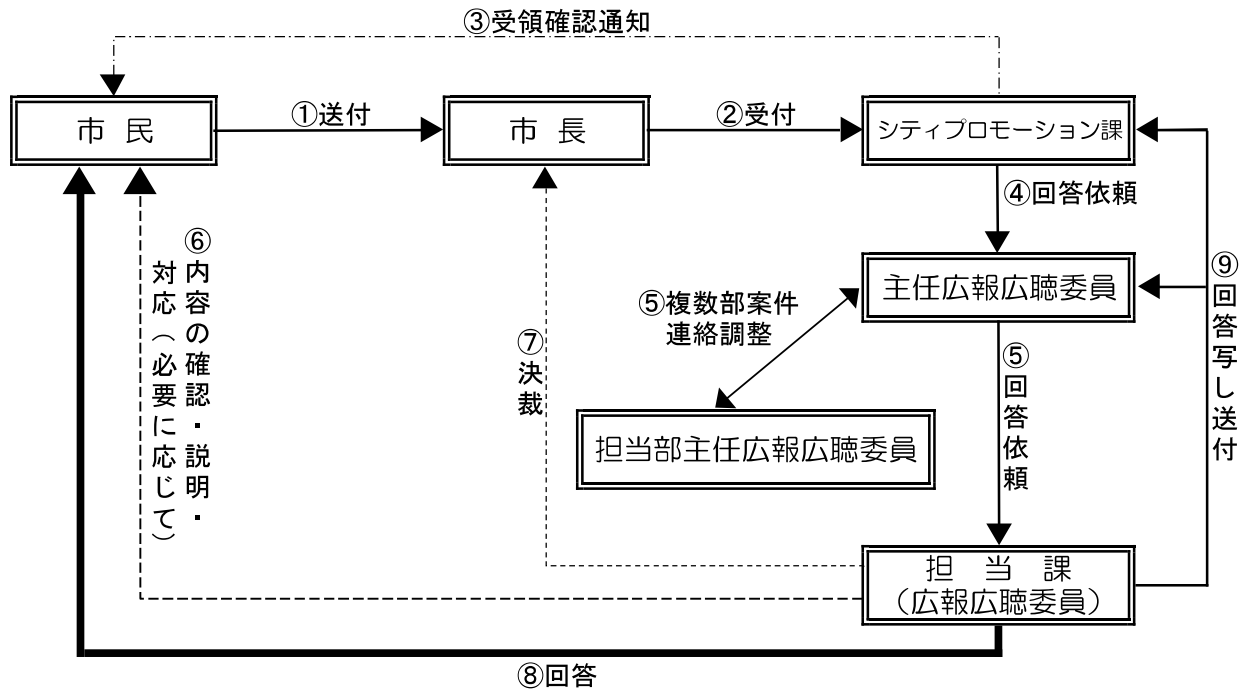 ③受領確認通知
市 民
①送付
市 長
②受付
シティプロモーション課
④回答依頼
主任広報広聴委員
⑤複数部案件
連絡調整
⑤回答依頼
⑨回答写し送付
⑥内容の確認・説明・
対応（必要に応じて）
⑦決裁
担当部主任広報広聴委員
担 当 課
（広報広聴委員）
⑧回答